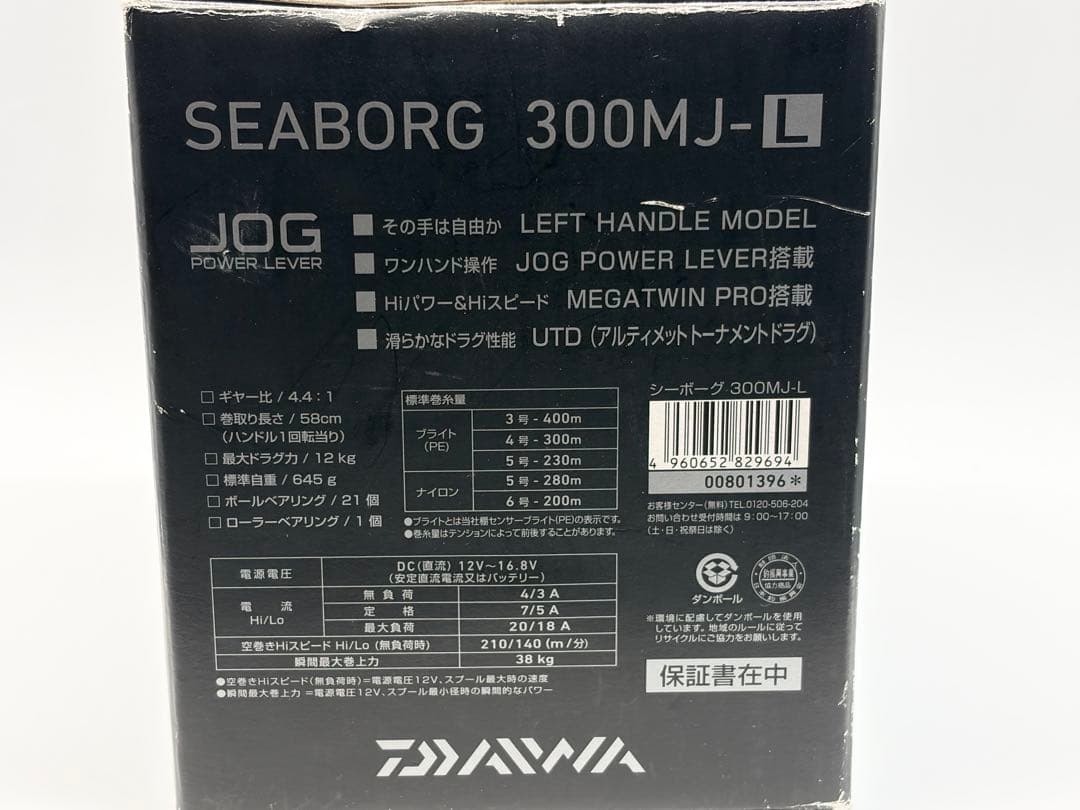 SEABORG 300MJ-L
JOG
POWER LEVER
■ その手は自由か LEFT HANDLE MODEL
■ ワンハンド操作 JOG POWER LEVER搭載
■ Hiパワー&Hiスピード MEGATWIN PRO搭載
■ 滑らかなドラグ性能 UTD(アルティメットトーナメントドラグ)
□ ギヤー比 / 4.4:1
□ 巻取り長さ / 58cm
(ハンドル1回転当り)
□ 最大ドラグ力 / 12 kg
□ 標準自重 / 645 g
□ ボールベアリング / 21 個
□ ローラーベアリング / 1 個
標準巻糸量
ブライト(PE) 3 号 - 400m
4 号 - 300m
5 号 - 230m
ナイロン 5 号 - 280m
6 号 - 200m
●ブライトとは当社棚センサーブライト(PE)の表示です。
●巻糸量はテンションによって前後することがあります。
シーボーグ 300MJ-L
4 960652 829694
00801396*
お客様センター(無料)TEL.0120-506-204
お問い合わせ受付時間は 9:00〜17:00
(土・日・祝祭日は除く)
電源電圧 DC(直流) 12V〜16.8V
(安定直流電流又はバッテリー)
電流 Hi/Lo 無負荷 4/3 A
定格 7/5 A
最大負荷 20/18 A
空巻きHiスピード Hi/Lo (無負荷時) 210/140 (m/分)
瞬間最大巻上力 38 kg
●空巻きHiスピード(無負荷時)=電源電圧12V、スプール最大時の速度
●瞬間最大巻上力 =電源電圧12V、スプール最小径時の瞬間的なパワー
ダンボール
協力商品
※環境に配慮してダンボールを使用
しています。地域のルールに従って
リサイクルにご協力をお願いします。
保証書在中
DAIWA